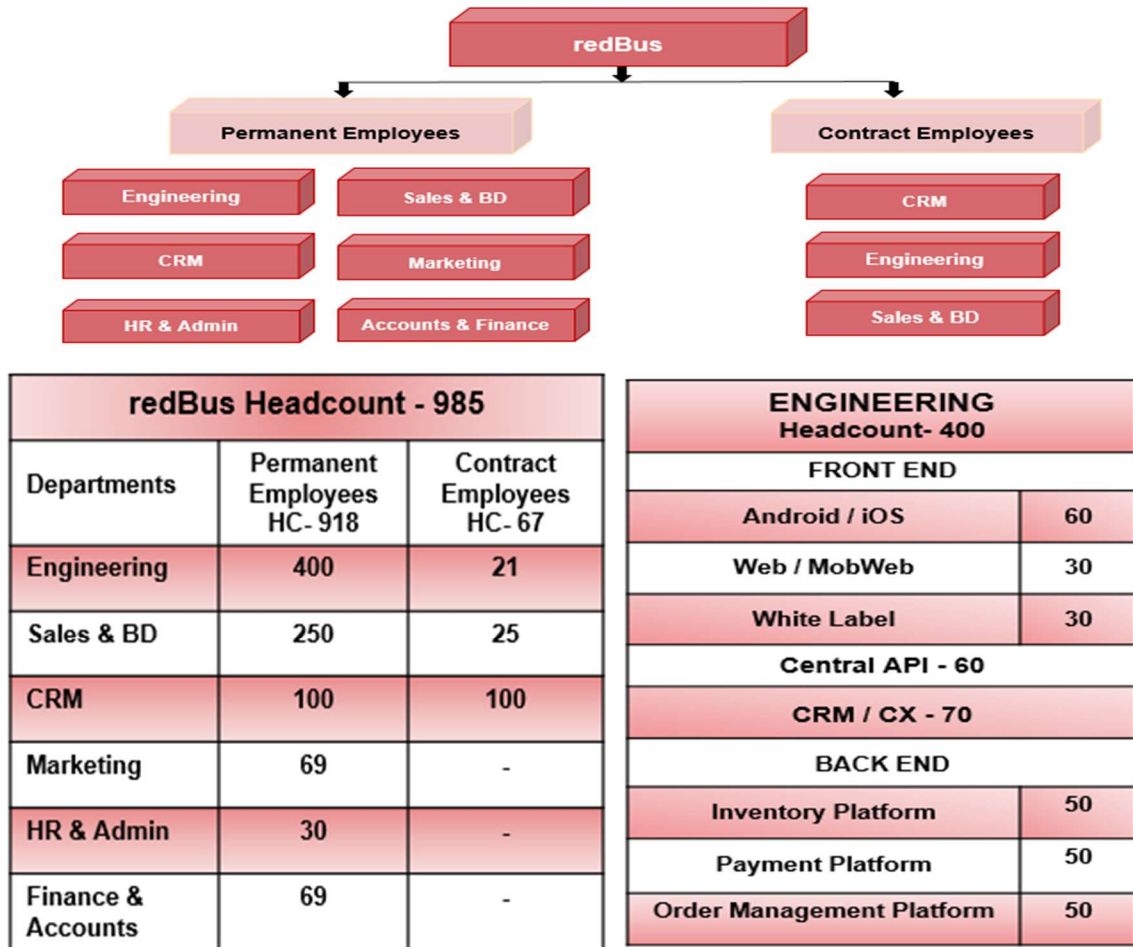 redBus
Permanent Employees
Contract Employees
Engineering
Sales & BD
CRM
Marketing
HR & Admin
Accounts & Finance
CRM
Engineering
Sales & BD
redBus Headcount - 985
Departments
Permanent
Employees
HC- 918
Contract
Employees
HC- 67
Engineering 400 21
Sales & BD 250 25
CRM 100 100
Marketing 69 -
HR & Admin 30 -
Finance &
Accounts 69 -
ENGINEERING
Headcount- 400
FRONT END
Android / iOS 60
Web / MobWeb 30
White Label 30
Central API - 60
CRM / CX - 70
BACK END
Inventory Platform 50
Payment Platform 50
Order Management Platform 50